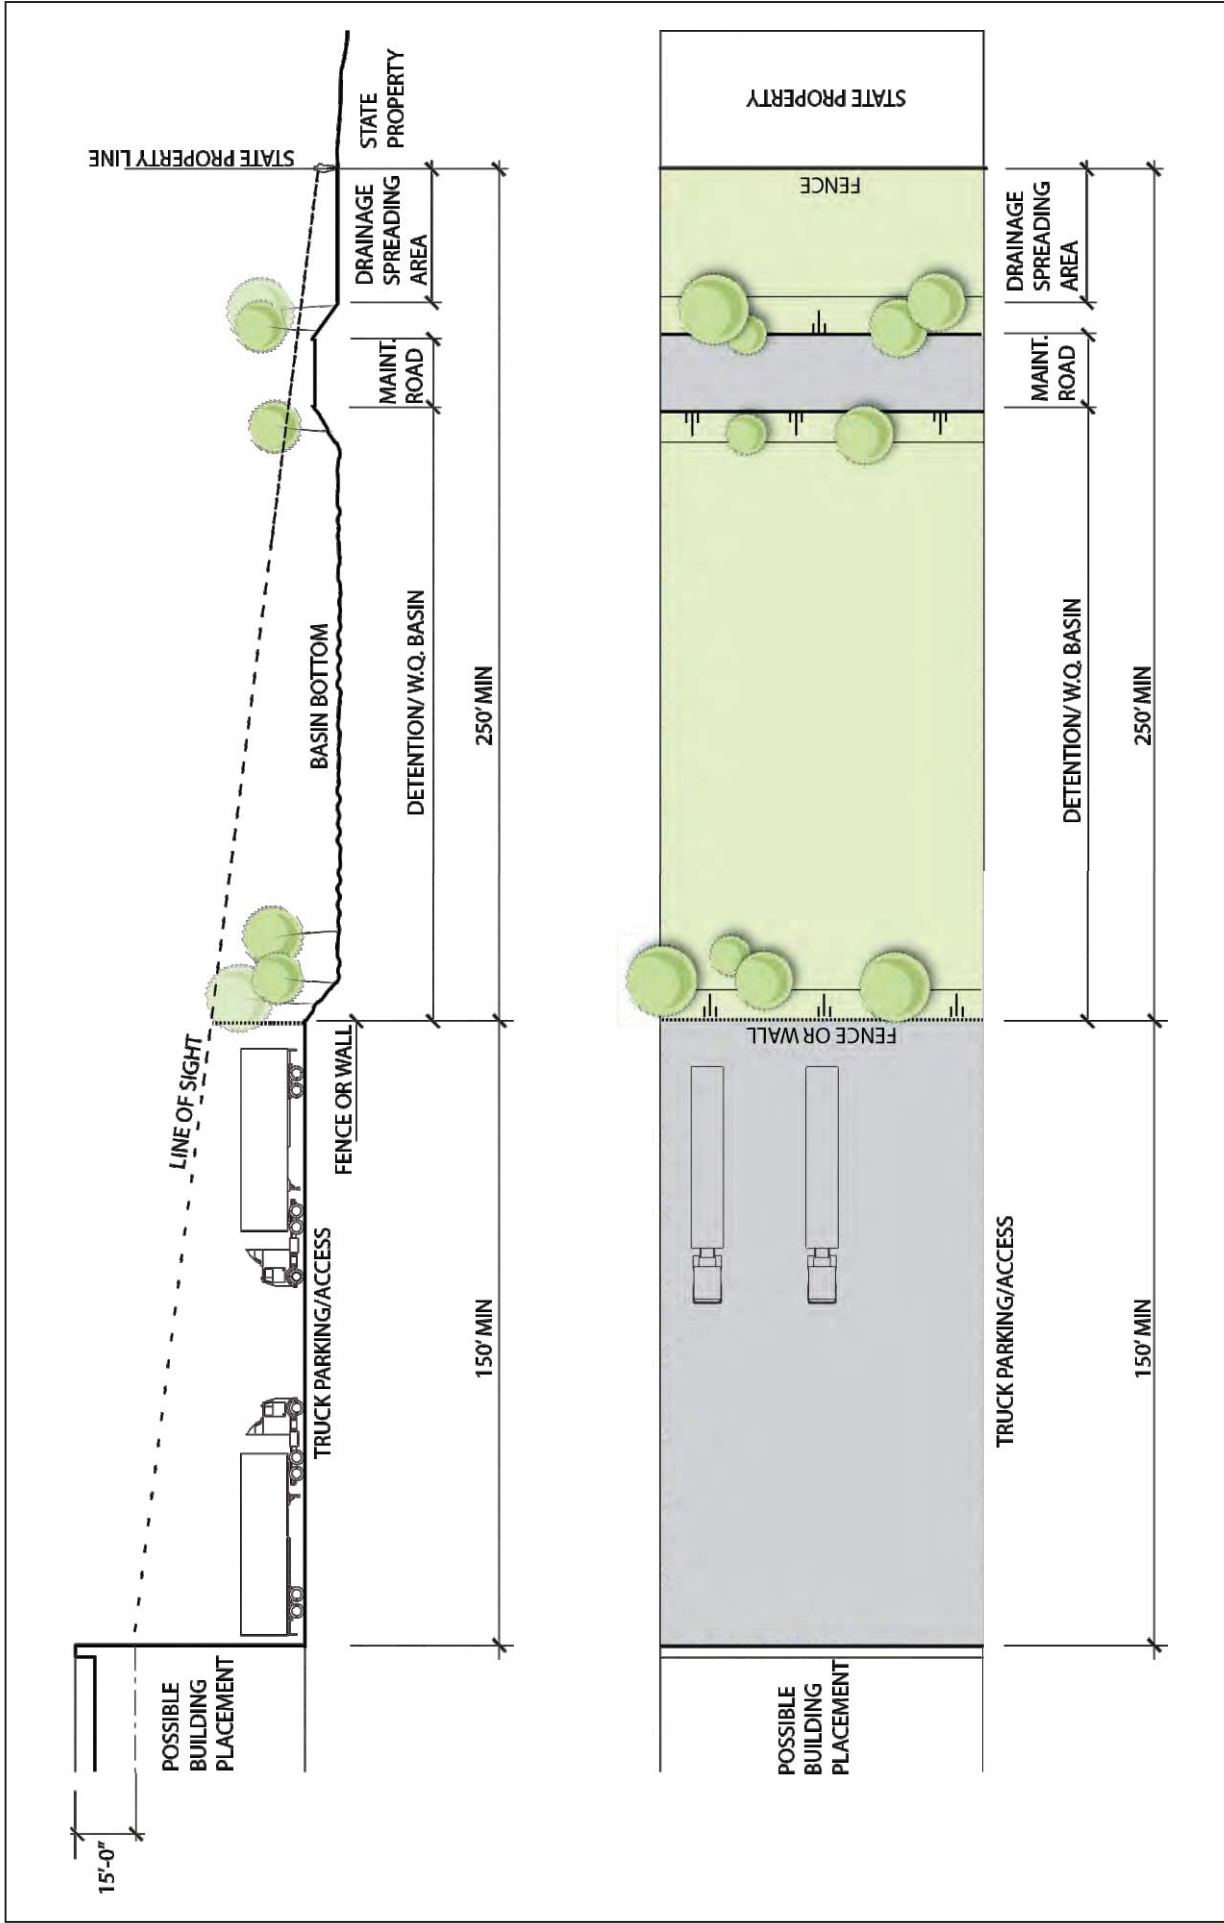 15'-0"
POSSIBLE
BUILDING
PLACEMENT
LINE OF SIGHT
TRUCK PARKING/ACCESS
FENCE OR WALL
150' MIN
BASIN BOTTOM
DETENTION/ W.Q. BASIN
250' MIN
MAINT.
ROAD
DRAINAGE
SPREADING
AREA
STATE PROPERTY LINE
STATE
PROPERTY
POSSIBLE
BUILDING
PLACEMENT
TRUCK PARKING/ACCESS
150' MIN
FENCE OR WALL
DETENTION/ W.Q. BASIN
250' MIN
MAINT.
ROAD
DRAINAGE
SPREADING
AREA
FENCE
STATE PROPERTY